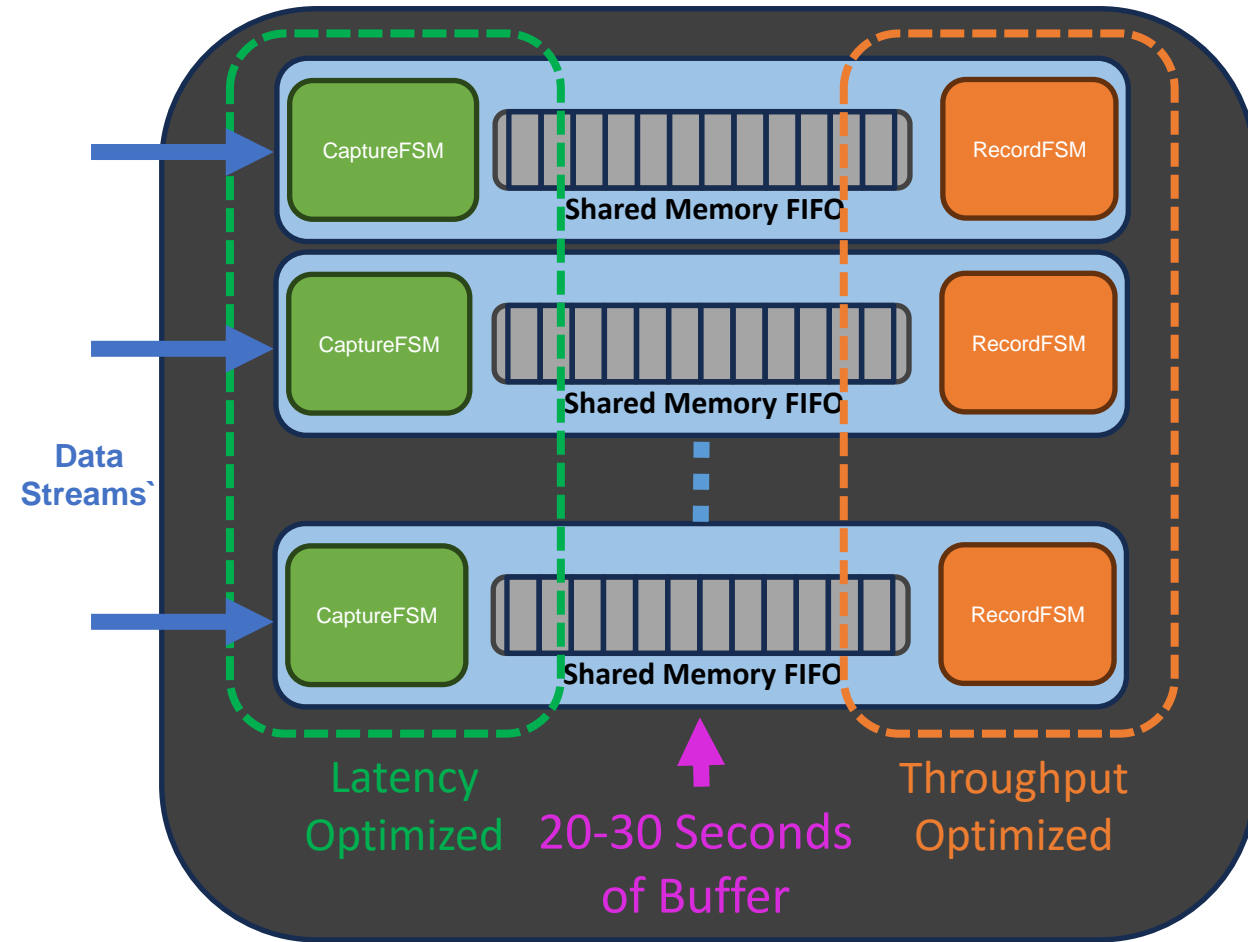 CaptureFSM
RecordFSM
Shared Memory FIFO
CaptureFSM
RecordFSM
Shared Memory FIFO
Data
Streams`
CaptureFSM
RecordFSM
Shared Memory FIFO
Latency
Optimized
20-30 Seconds
of Buffer
Throughput
Optimized